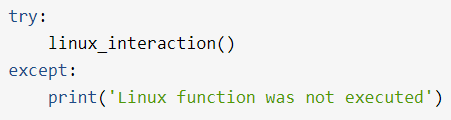 try:
    linux_interaction()
except:
    print('Linux function was not executed')